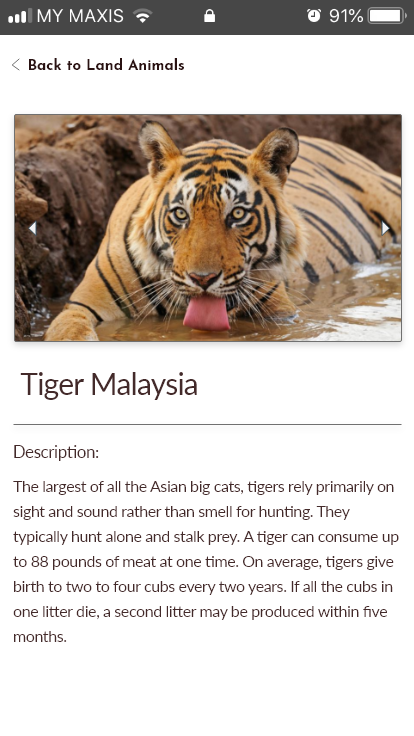 MY MAXIS 91%
Back to Land Animals
Tiger Malaysia
Description:
The largest of all the Asian big cats, tigers rely primarily on
sight and sound rather than smell for hunting. They
typically hunt alone and stalk prey. A tiger can consume up
to 88 pounds of meat at one time. On average, tigers give
birth to two to four cubs every two years. If all the cubs in
one litter die, a second litter may be produced within five
months.